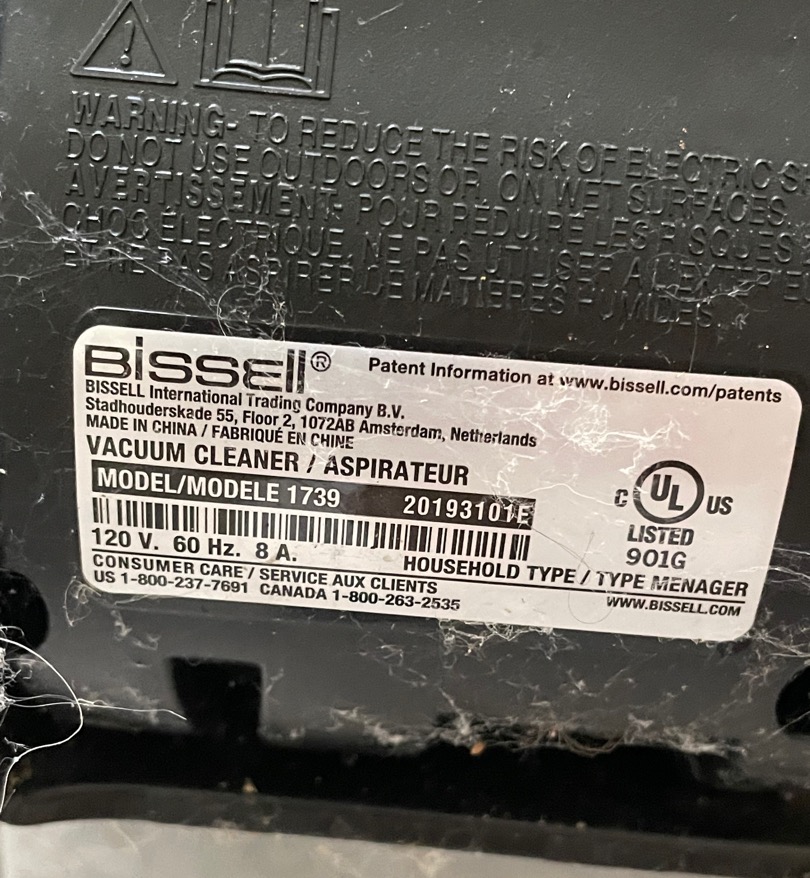 WARNING- TO REDUCE THE RISK OF ELECTRIC S
DO NOT USE OUTDOORS OR ON WET SURFACES.
AVERTISSEMENT- POUR RÉDUIRE LES RISQUES
CHOC ÉLECTRIQUE, NE PAS UTILISER À L'EXTÉRIE
ET NE PAS ASPIRER DE MATIÈRES HUMIDES.
BISSELL® Patent Information at www.bissell.com/patents
BISSELL International Trading Company B.V.
Stadhouderskade 55, Floor 2, 1072AB Amsterdam, Netherlands
MADE IN CHINA / FABRIQUÉ EN CHINE
VACUUM CLEANER / ASPIRATEUR
MODEL/MODELE 1739 20193101E
C UL US
LISTED
901G
120 V. 60 Hz. 8 A. HOUSEHOLD TYPE / TYPE MENAGER
CONSUMER CARE / SERVICE AUX CLIENTS
US 1-800-237-7691 CANADA 1-800-263-2535 WWW.BISSELL.COM